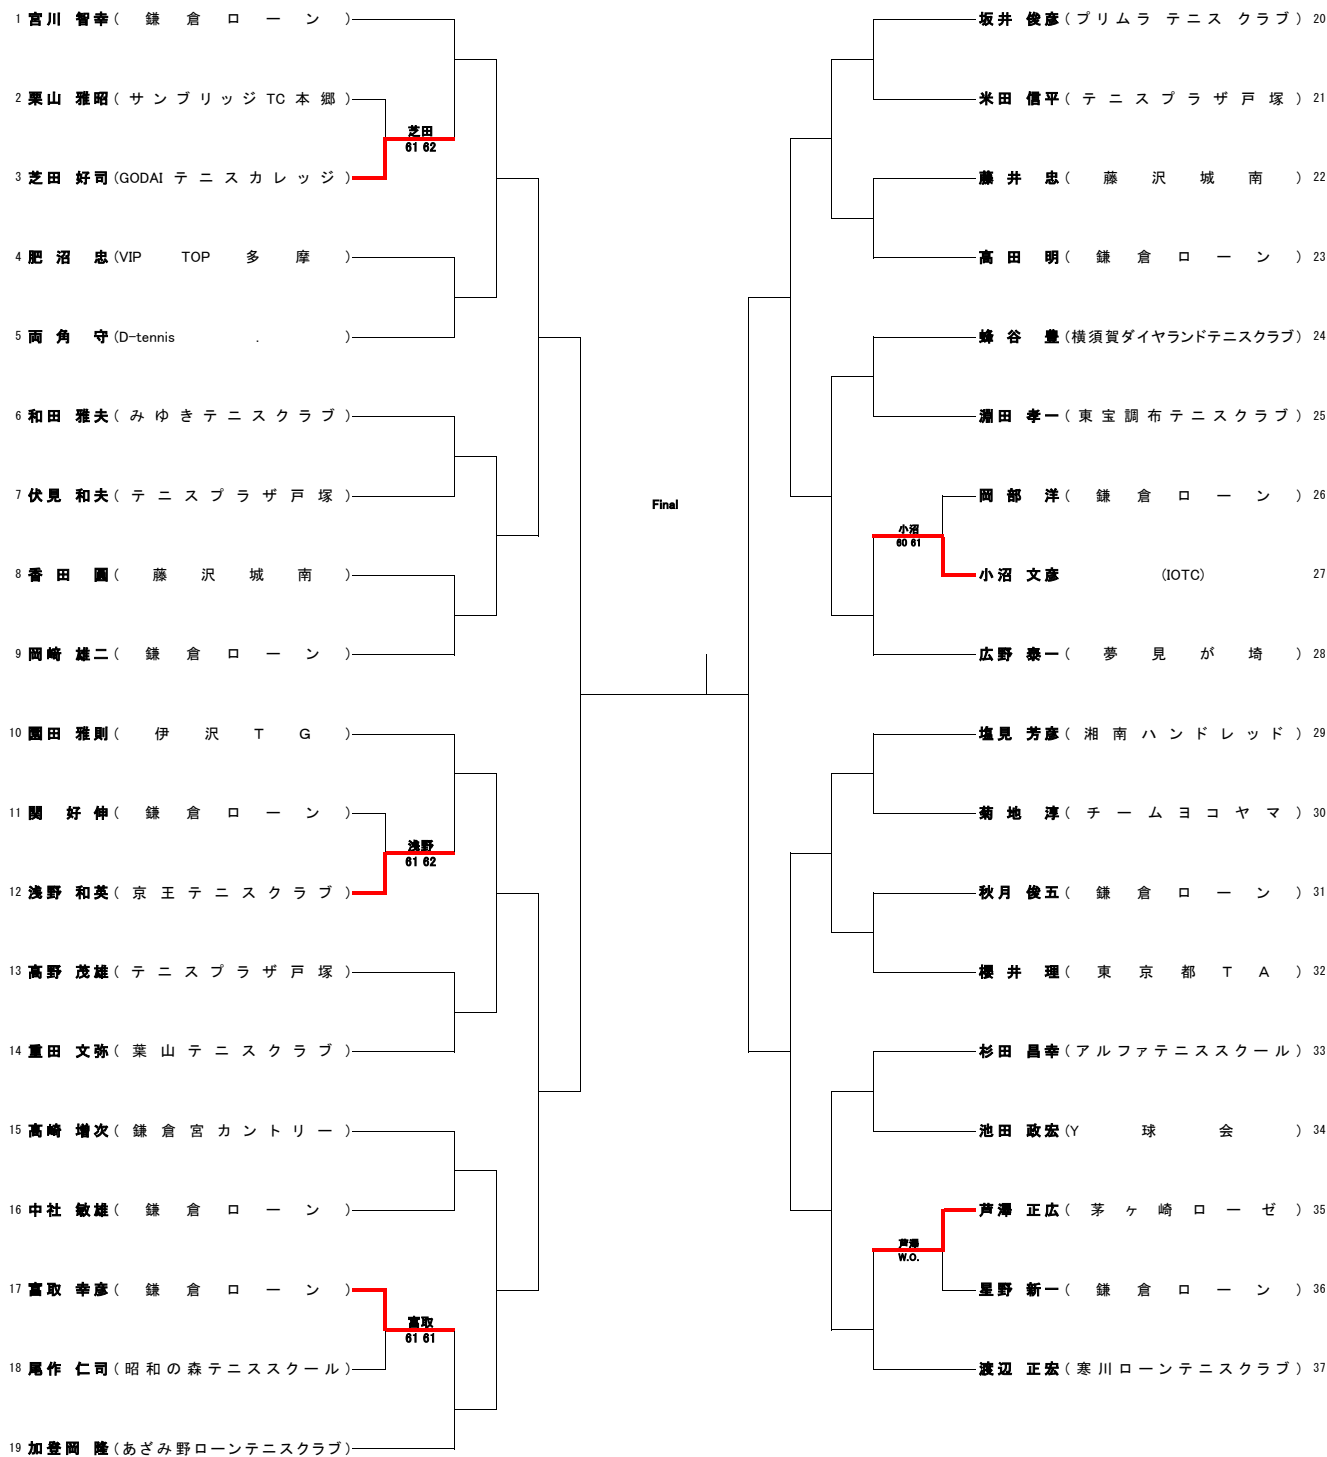 1 宮川 智幸 (鎌倉ローン)
2 栗山 雅昭 (サンブリッジTC本郷)
芝田
61 62
3 芝田 好司 (GODAIテニスカレッジ)
4 肥沼 忠 (VIP TOP多摩)
5 両角 守 (D-tennis .)
6 和田 雅夫 (みゆきテニスクラブ)
7 伏見 和夫 (テニスプラザ戸塚)
8 香田 圓 (藤沢城南)
9 岡崎 雄二 (鎌倉ローン)
10 園田 雅則 (伊沢TG)
11 関 好伸 (鎌倉ローン)
浅野
61 62
12 浅野 和英 (京王テニスクラブ)
13 高野 茂雄 (テニスプラザ戸塚)
14 重田 文弥 (葉山テニスクラブ)
15 高崎 増次 (鎌倉宮カントリー)
16 中社 敏雄 (鎌倉ローン)
17 富取 幸彦 (鎌倉ローン)
富取
61 61
18 尾作 仁司 (昭和の森テニススクール)
19 加登岡 隆 (あざみ野ローンテニスクラブ)
Final
坂井 俊彦 (プリムラ テニス クラブ) 20
米田 信平 (テニスプラザ戸塚) 21
藤井 忠 (藤沢城南) 22
高田 明 (鎌倉ローン) 23
蜂谷 豊 (横須賀ダイヤランドテニスクラブ) 24
淵田 孝一 (東宝調布テニスクラブ) 25
岡部 洋 (鎌倉ローン) 26
小沼
60 61
小沼 文彦 (IOTC) 27
広野 泰一 (夢見が埼) 28
塩見 芳彦 (湘南ハンドレッド) 29
菊地 淳 (チームヨコヤマ) 30
秋月 俊五 (鎌倉ローン) 31
櫻井 理 (東京都TA) 32
杉田 昌幸 (アルファテニススクール) 33
池田 政宏 (Y球会) 34
芦澤 正広 (茅ヶ崎ローゼ) 35
芦澤
W.O.
星野 新一 (鎌倉ローン) 36
渡辺 正宏 (寒川ローンテニスクラブ) 37